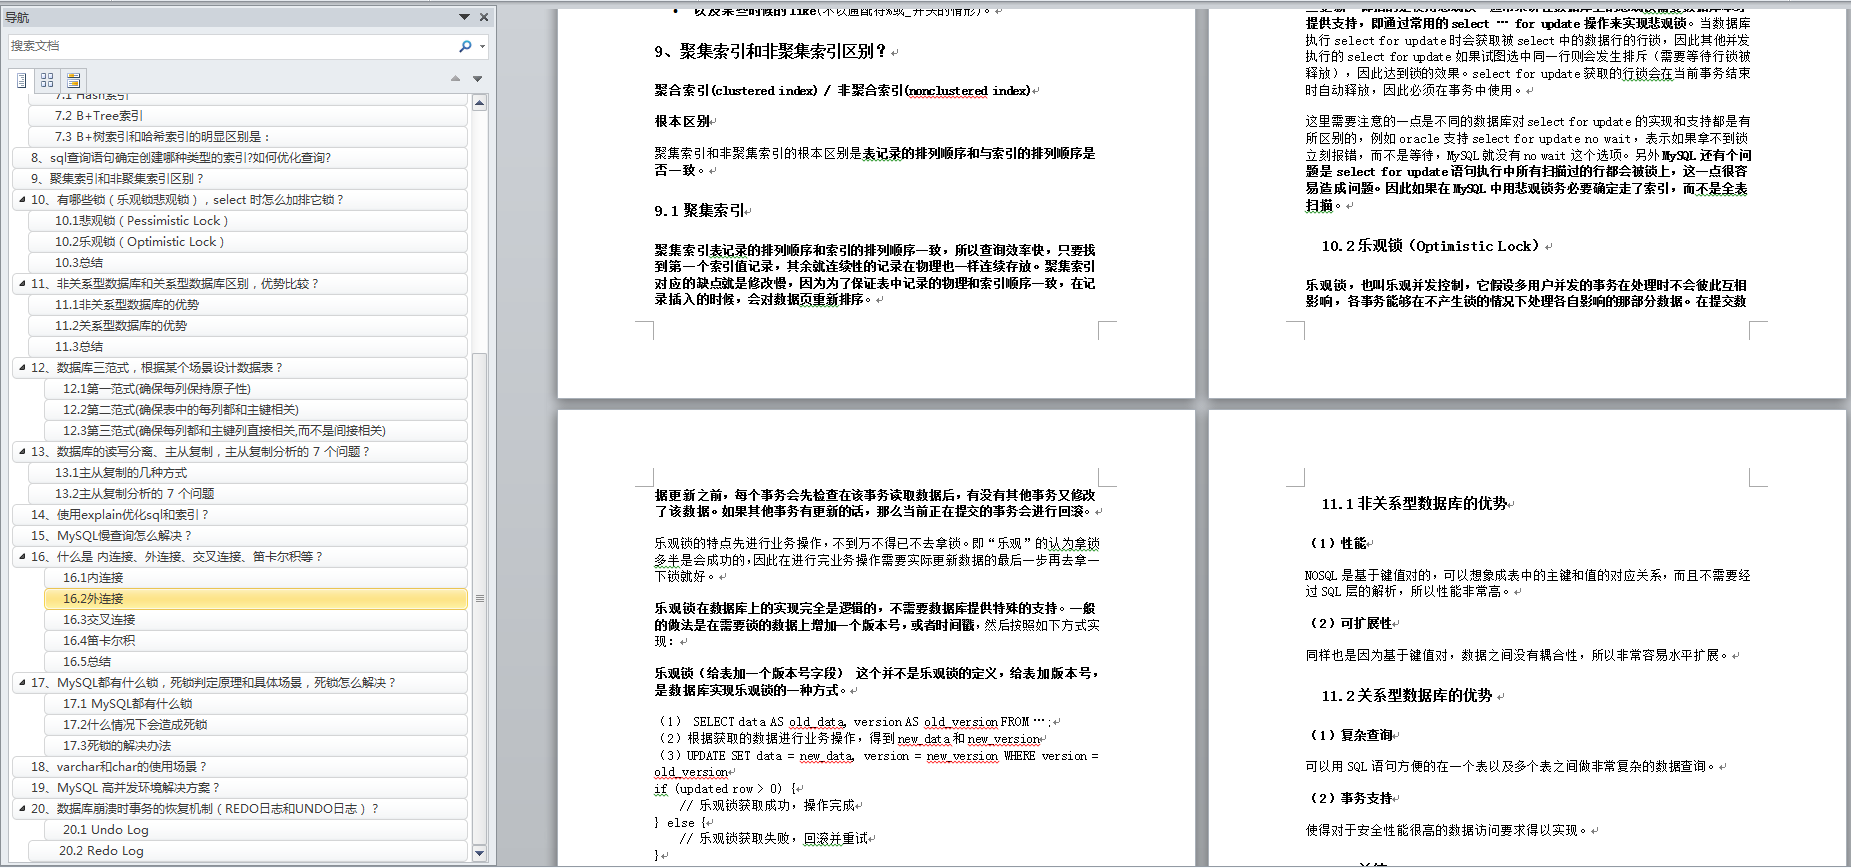 导航
搜索文档
7.1 Hash索引
7.2 B+Tree索引
7.3 B+树索引和哈希索引的明显区别是：
8、sql查询语句确定创建哪种类型的索引?如何优化查询?
9、聚集索引和非聚集索引区别？
10、有哪些锁（乐观锁悲观锁），select 时怎么加排它锁？
10.1悲观锁（Pessimistic Lock）
10.2乐观锁（Optimistic Lock）
10.3总结
11、非关系型数据库和关系型数据库区别，优势比较？
11.1非关系型数据库的优势
11.2关系型数据库的优势
11.3总结
12、数据库三范式，根据某个场景设计数据表？
12.1第一范式(确保每列保持原子性)
12.2第二范式(确保表中的每列都和主键相关)
12.3第三范式(确保每列都和主键列直接相关,而不是间接相关)
13、数据库的读写分离、主从复制，主从复制分析的 7 个问题？
13.1主从复制的几种方式
13.2主从复制分析的 7 个问题
14、使用explain优化sql和索引？
15、MySQL慢查询怎么解决？
16、什么是 内连接、外连接、交叉连接、笛卡尔积等？
16.1内连接
16.2外连接
16.3交叉连接
16.4笛卡尔积
16.5总结
17、MySQL都有什么锁，死锁判定原理和具体场景，死锁怎么解决？
17.1 MySQL都有什么锁
17.2什么情况下会造成死锁
17.3死锁的解决办法
18、varchar和char的使用场景？
19、MySQL 高并发环境解决方案？
20、数据库崩溃时事务的恢复机制（REDO日志和UNDO日志）？
20.1 Undo Log
20.2 Redo Log
以及某些时候的 like(不以通配符%或_开头的情形)。
9、聚集索引和非聚集索引区别？
聚合索引(clustered index) / 非聚合索引(nonclustered index)
根本区别
聚集索引和非聚集索引的根本区别是表记录的排列顺序和与索引的排列顺序是
否一致。
9.1 聚集索引
聚集索引表记录的排列顺序和索引的排列顺序一致，所以查询效率快，只要找
到第一个索引值记录，其余就连续性的记录在物理也一样连续存放。聚集索引
对应的缺点就是修改慢，因为为了保证表中记录的物理和索引顺序一致，在记
录插入的时候，会对数据页重新排序。
提供支持，即通过常用的 select … for update 操作来实现悲观锁。当数据库
执行 select for update 时会获取被 select 中的数据行的行锁，因此其他并发
执行的 select for update 如果试图选中同一行则会发生排斥（需要等待行锁被
释放），因此达到锁的效果。select for update 获取的行锁会在当前事务结束
时自动释放，因此必须在事务中使用。
这里需要注意的一点是不同的数据库对 select for update 的实现和支持都是有
所区别的，例如 oracle 支持 select for update no wait，表示如果拿不到锁
立刻报错，而不是等待，MySQL 就没有 no wait 这个选项。另外 MySQL 还有个问
题是 select for update 语句执行中所有扫描过的行都会被锁上，这一点很容
易造成问题。因此如果在 MySQL 中用悲观锁务必要确定走了索引，而不是全表
扫描。
10.2 乐观锁（Optimistic Lock）
乐观锁，也叫乐观并发控制，它假设多用户并发的事务在处理时不会彼此互相
影响，各事务能够在不产生锁的情况下处理各自影响的那部分数据。在提交数
据更新之前，每个事务会先检查在该事务读取数据后，有没有其他事务又修改
了该数据。如果其他事务有更新的话，那么当前正在提交的事务会进行回滚。
乐观锁的特点先进行业务操作，不到万不得已不去拿锁。即“乐观”的认为拿锁
多半是会成功的，因此在进行完业务操作需要实际更新数据的最后一步再去拿一
下锁就好。
乐观锁在数据库上的实现完全是逻辑的，不需要数据库提供特殊的支持。一般
的做法是在需要锁的数据上增加一个版本号，或者时间戳，然后按照如下方式实
现：
乐观锁（给表加一个版本号字段） 这个并不是乐观锁的定义，给表加版本号，
是数据库实现乐观锁的一种方式。
（1） SELECT data AS old_data, version AS old_version FROM …;
（2）根据获取的数据进行业务操作，得到 new_data 和 new_version
（3）UPDATE SET data = new_data, version = new_version WHERE version =
old_version
if (updated row > 0) {
// 乐观锁获取成功，操作完成
} else {
// 乐观锁获取失败，回滚并重试
}
11.1 非关系型数据库的优势
（1）性能
NOSQL 是基于键值对的，可以想象成表中的主键和值的对应关系，而且不需要经
过 SQL 层的解析，所以性能非常高。
（2）可扩展性
同样也是因为基于键值对，数据之间没有耦合性，所以非常容易水平扩展。
11.2 关系型数据库的优势
（1）复杂查询
可以用 SQL 语句方便的在一个表以及多个表之间做非常复杂的数据查询。
（2）事务支持
使得对于安全性能很高的数据访问要求得以实现。